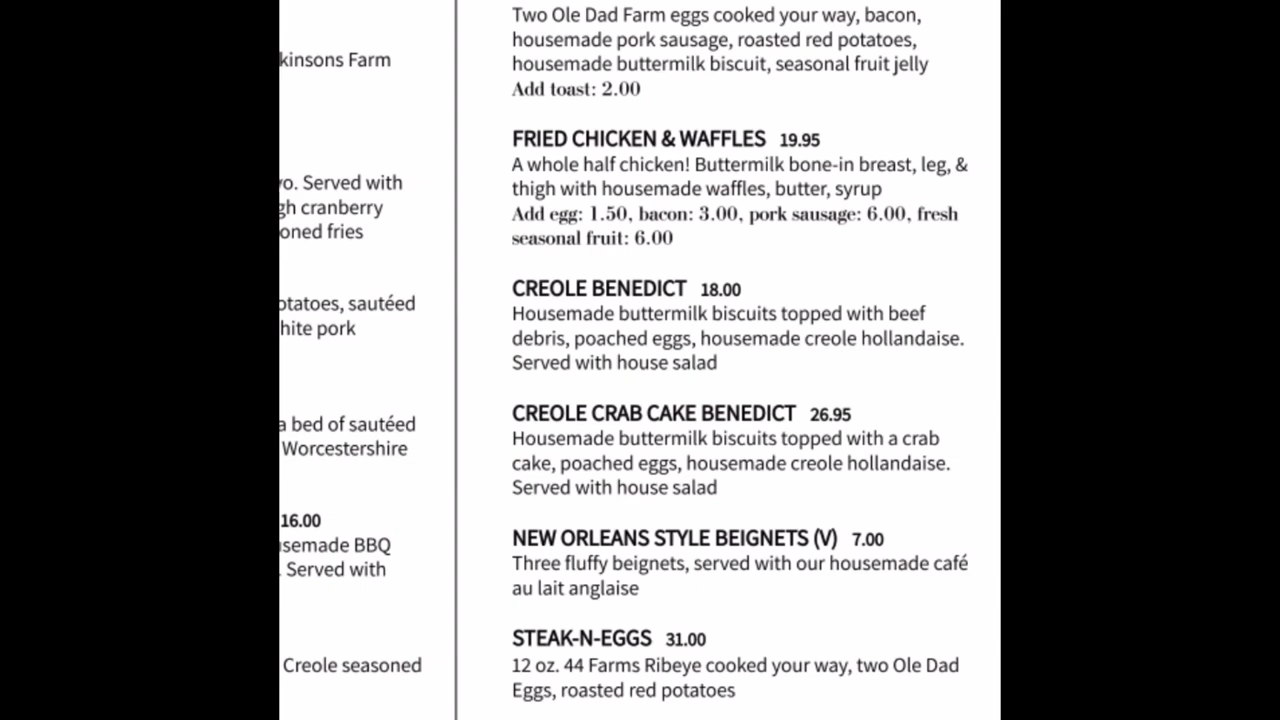 kinsons Farm
. Served with
cranberry
fries
sautéed
pork
a bed of sautéed
Worcestershire
16.00
BBQ
. Served with
Creole seasoned
Two Ole Dad Farm eggs cooked your way, bacon,
housemade pork sausage, roasted red potatoes,
housemade buttermilk biscuit, seasonal fruit jelly
Add toast: 2.00
FRIED CHICKEN & WAFFLES 19.95
A whole half chicken! Buttermilk bone-in breast, leg, &
thigh with housemade waffles, butter, syrup
Add egg: 1.50, bacon: 3.00, pork sausage: 6.00, fresh
seasonal fruit: 6.00
CREOLE BENEDICT 18.00
Housemade buttermilk biscuits topped with beef
debris, poached eggs, housemade creole hollandaise.
Served with house salad
CREOLE CRAB CAKE BENEDICT 26.95
Housemade buttermilk biscuits topped with a crab
cake, poached eggs, housemade creole hollandaise.
Served with house salad
NEW ORLEANS STYLE BEIGNETS (V) 7.00
Three fluffy beignets, served with our housemade café
au lait anglaise
STEAK-N-EGGS 31.00
12 oz. 44 Farms Ribeye cooked your way, two Ole Dad
Eggs, roasted red potatoes